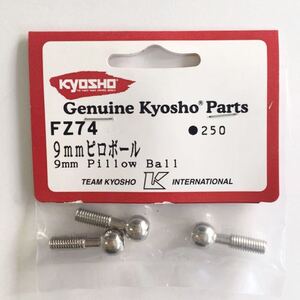 KYOSHO
Genuine Kyosho® Parts
FZ74 ●250
9mmピロボール
9mm Pillow Ball
TEAM KYOSHO K INTERNATIONAL